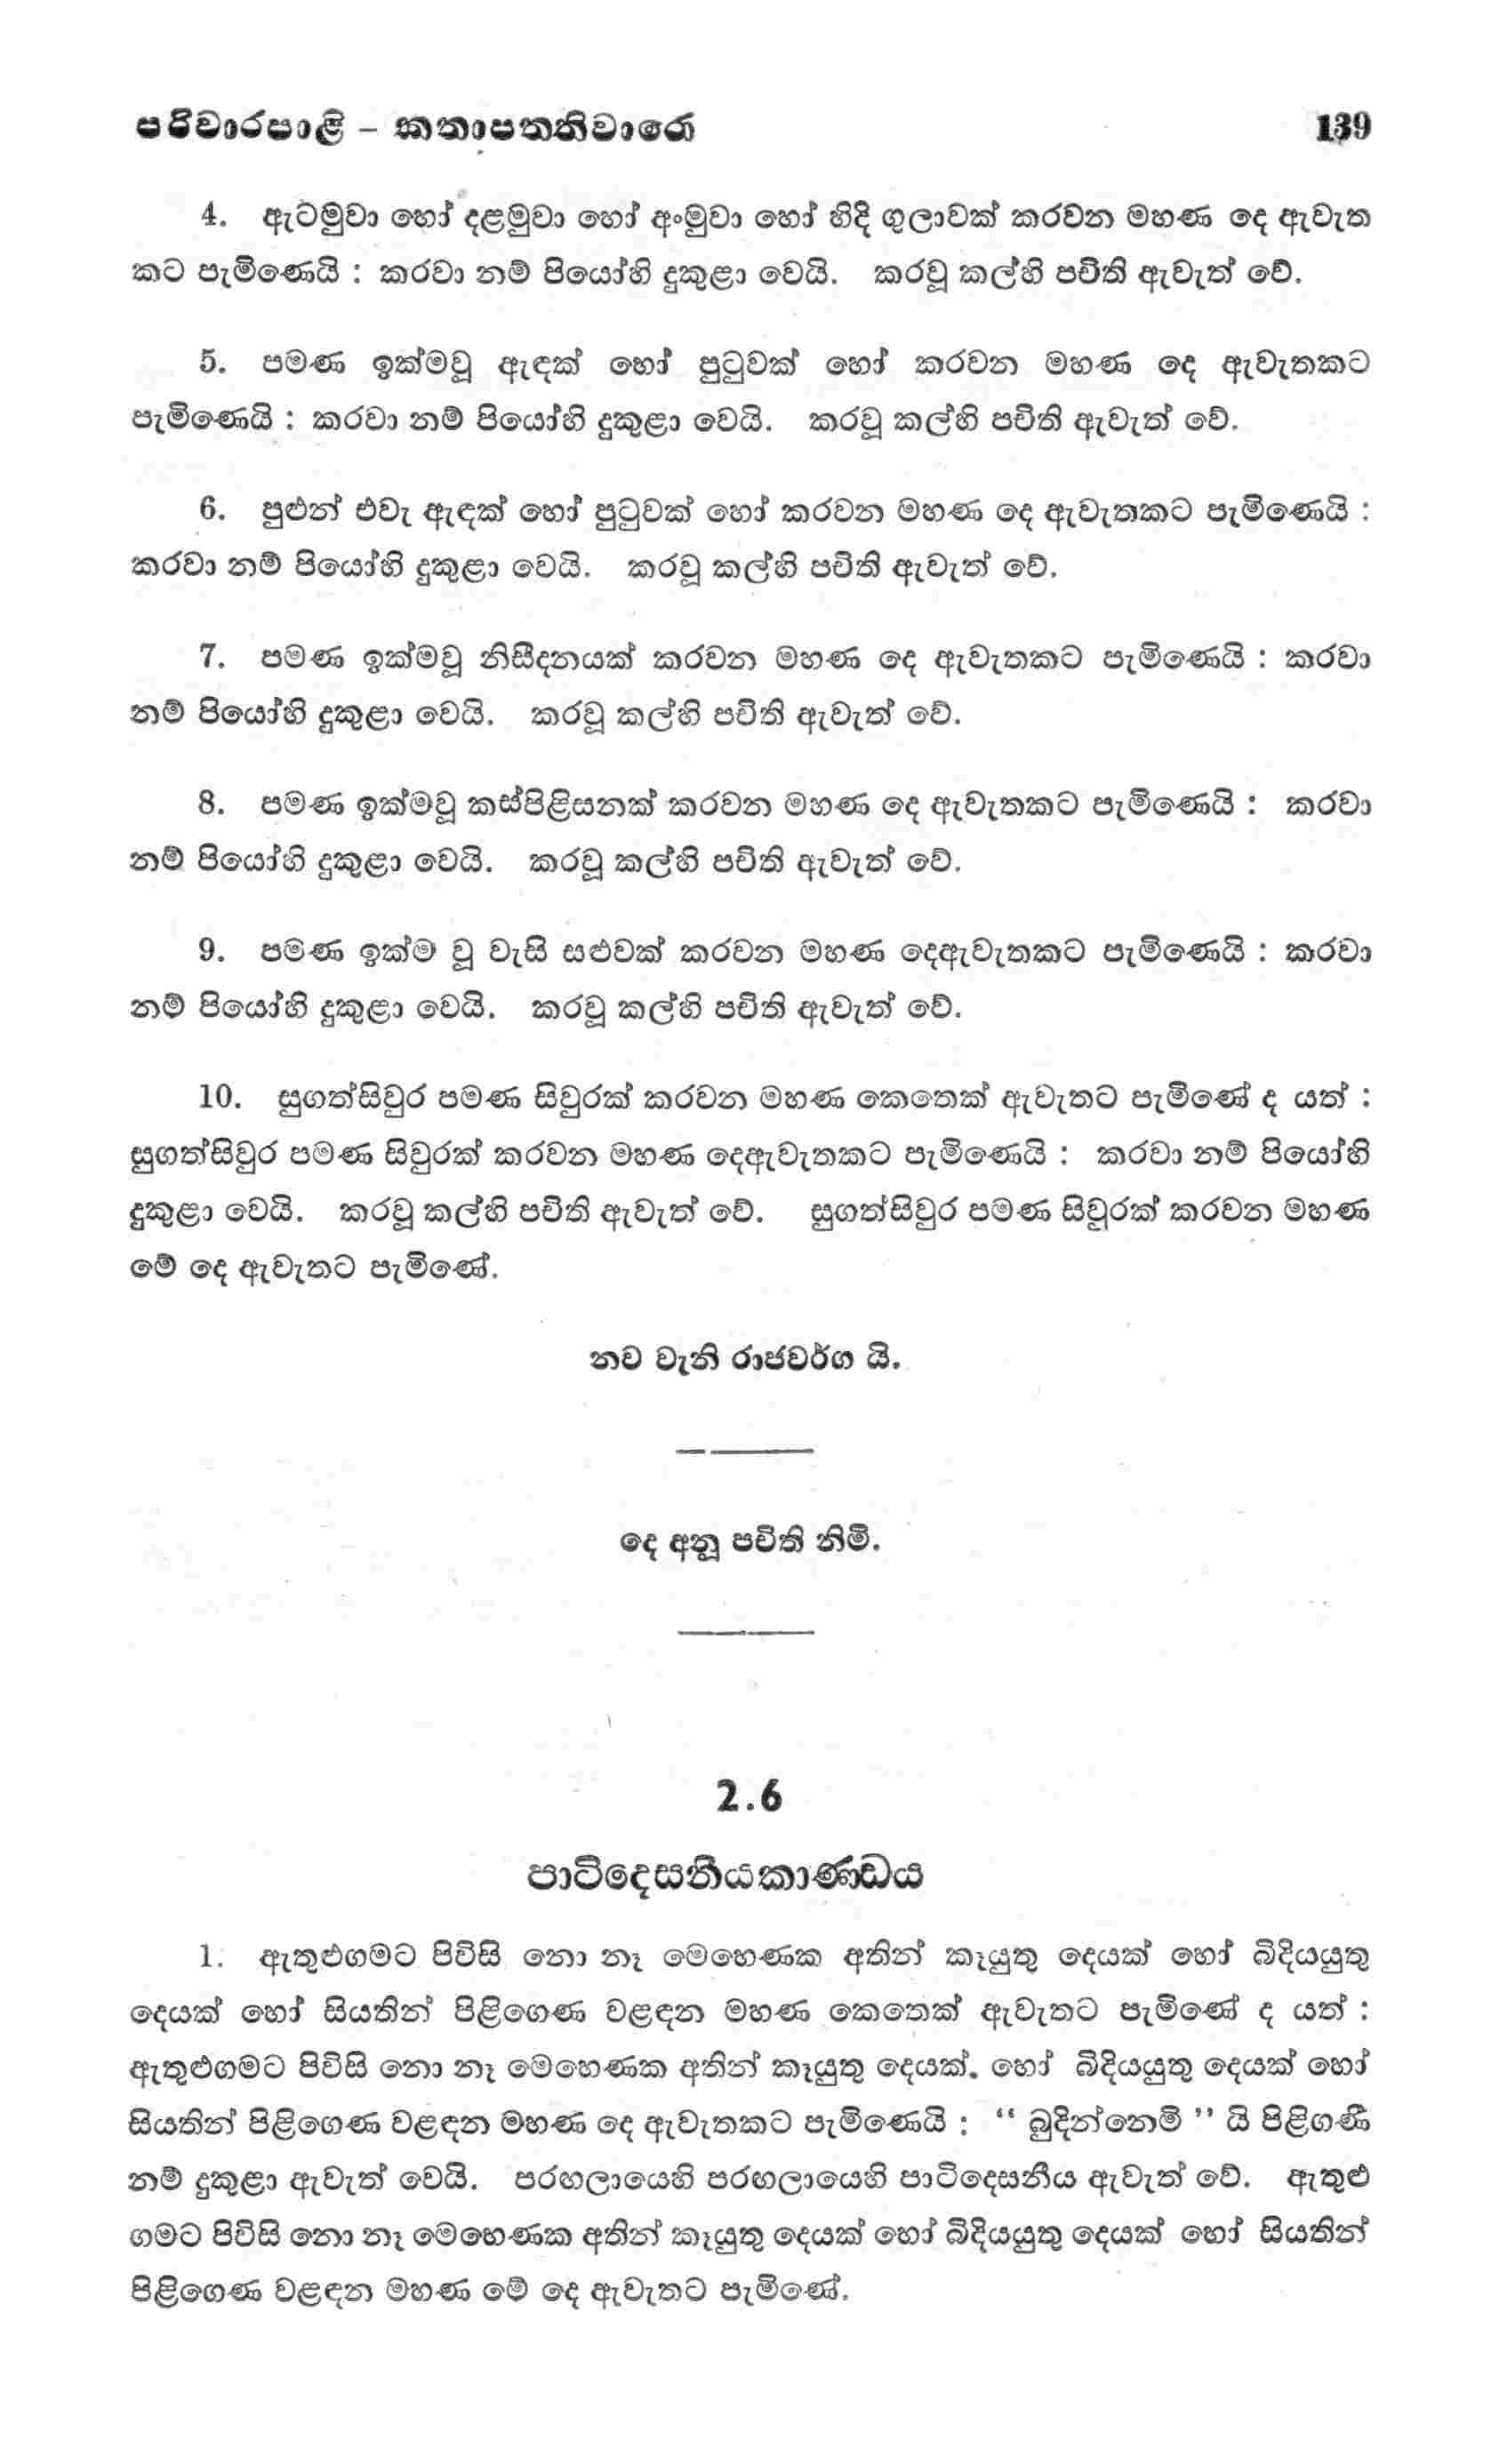 පරිවාරපාළි – කතාපත්තිවාරො 139
4. ඇටමුවා හෝ දළමුවා හෝ අංමුවා හෝ හිදි ගුලාවක් කරවන මහණ දෙ ඇවැත
කට පැමිණෙයි : කරවා නම් පියෝහි දුකුළා වෙයි. කරවූ කල්හි පචිති ඇවැත් වේ.
5. පමණ ඉක්මවූ ඇඳක් හෝ පුටුවක් හෝ කරවන මහණ දෙ ඇවැතකට
පැමිණෙයි : කරවා නම් පියෝහි දුකුළා වෙයි. කරවූ කල්හි පචිති ඇවැත් වේ.
6. පුළුන් එවැ ඇඳක් හෝ පුටුවක් හෝ කරවන මහණ දෙ ඇවැතකට පැමිණෙයි :
කරවා නම් පියෝහි දුකුළා වෙයි. කරවූ කල්හි පචිති ඇවැත් වේ.
7. පමණ ඉක්මවූ නිසීදනයක් කරවන මහණ දෙ ඇවැතකට පැමිණෙයි : කරවා
නම් පියෝහි දුකුළා වෙයි. කරවූ කල්හි පචිති ඇවැත් වේ.
8. පමණ ඉක්මවූ කස්පිළිසනක් කරවන මහණ දෙ ඇවැතකට පැමිණෙයි : කරවා
නම් පියෝහි දුකුළා වෙයි. කරවූ කල්හි පචිති ඇවැත් වේ.
9. පමණ ඉක්ම වූ වැසි සළුවක් කරවන මහණ දෙඇවැතකට පැමිණෙයි : කරවා
නම් පියෝහි දුකුළා වෙයි. කරවූ කල්හි පචිති ඇවැත් වේ.
10. සුගත්සිවුර පමණ සිවුරක් කරවන මහණ කෙතෙක් ඇවැතට පැමිණේ ද යත් :
සුගත්සිවුර පමණ සිවුරක් කරවන මහණ දෙඇවැතකට පැමිණෙයි : කරවා නම් පියෝහි
දුකුළා වෙයි. කරවූ කල්හි පචිති ඇවැත් වේ. සුගත්සිවුර පමණ සිවුරක් කරවන මහණ
මේ දෙ ඇවැතට පැමිණේ.
නව වැනි රාජවර්ග යි.
දෙ අනූ පචිති නිමි.
2.6
පාටිදෙසනීයකාණ්ඩය
1. ඇතුළුගමට පිවිසි නො නෑ මෙහෙණක අතින් කෑයුතු දෙයක් හෝ බිදියයුතු
දෙයක් හෝ සියතින් පිළිගෙණ වළඳන මහණ කෙතෙක් ඇවැතට පැමිණේ ද යත් :
ඇතුළුගමට පිවිසි නො නෑ මෙහෙණක අතින් කෑයුතු දෙයක්. හෝ බිදියයුතු දෙයක් හෝ
සියතින් පිළිගෙණ වළඳන මහණ දෙ ඇවැතකට පැමිණෙයි : “ බුදින්නෙමි ” යි පිළිගණී
නම් දුකුළා ඇවැත් වෙයි. පරගලායෙහි පරගලායෙහි පාටිදෙසනීය ඇවැත් වේ. ඇතුළු
ගමට පිවිසි නො නෑ මෙහෙණක අතින් කෑයුතු දෙයක් හෝ බිදියයුතු දෙයක් හෝ සියතින්
පිළිගෙණ වළඳන මහණ මේ දෙ ඇවැතට පැමිණේ.